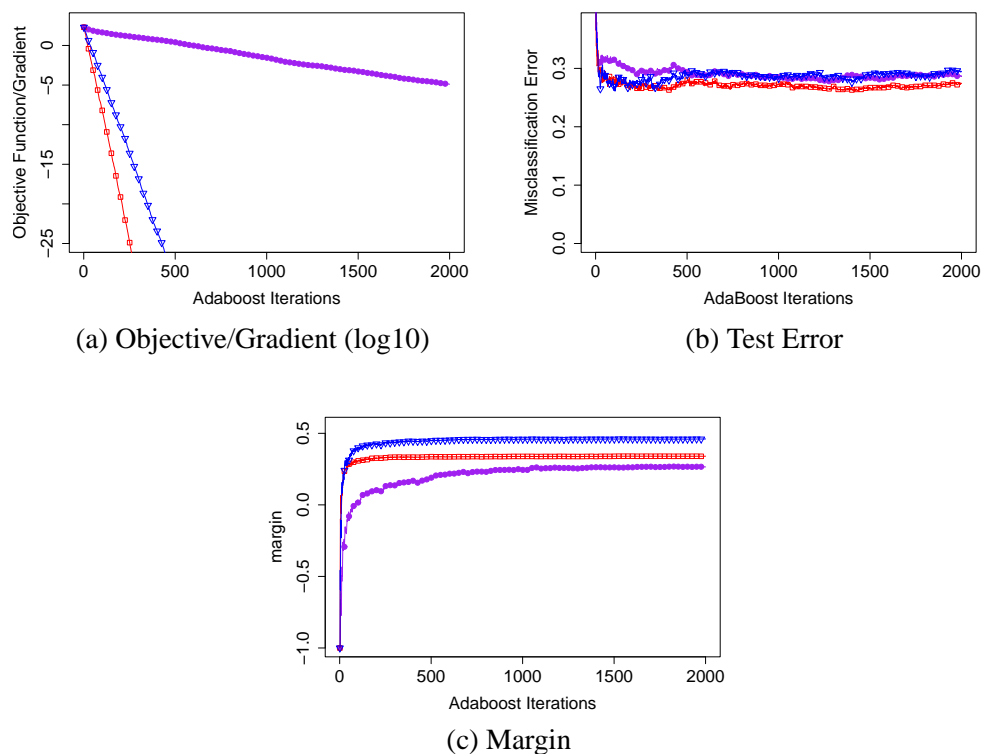 Objective Function/Gradient
0
−5
−15
−25
0 500 1000 1500 2000
Adaboost Iterations
(a) Objective/Gradient (log10)
Misclassification Error
0.3
0.2
0.1
0.0
0 500 1000 1500 2000
AdaBoost Iterations
(b) Test Error
margin
0.5
0.0
−0.5
−1.0
0 500 1000 1500 2000
Adaboost Iterations
(c) Margin